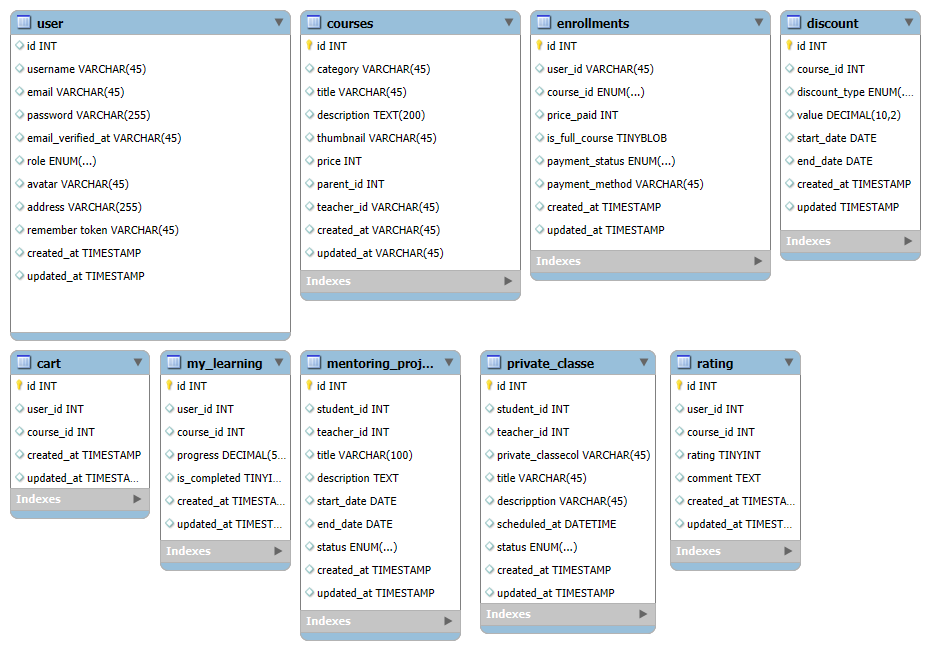 user
id INT
username VARCHAR(45)
email VARCHAR(45)
password VARCHAR(255)
email_verified_at VARCHAR(45)
role ENUM(...)
avatar VARCHAR(45)
address VARCHAR(255)
remember token VARCHAR(45)
created_at TIMESTAMP
updated_at TIMESTAMP
courses
id INT
category VARCHAR(45)
title VARCHAR(45)
description TEXT(200)
thumbnail VARCHAR(45)
price INT
parent_id INT
teacher_id VARCHAR(45)
created_at VARCHAR(45)
updated_at VARCHAR(45)
Indexes
enrollments
id INT
user_id VARCHAR(45)
course_id ENUM(...)
price_paid INT
is_full_course TINYBLOB
payment_status ENUM(...)
payment_method VARCHAR(45)
created_at TIMESTAMP
updated_at TIMESTAMP
Indexes
discount
id INT
course_id INT
discount_type ENUM(....
value DECIMAL(10,2)
start_date DATE
end_date DATE
created_at TIMESTAMP
updated TIMESTAMP
Indexes
cart
id INT
user_id INT
course_id INT
created_at TIMESTAMP
updated_at TIMESTA...
Indexes
my_learning
id INT
user_id INT
course_id INT
progress DECIMAL(5...
is_completed TINYI...
created_at TIMESTA...
updated_at TIMEST...
Indexes
mentoring_proj...
id INT
student_id INT
teacher_id INT
title VARCHAR(100)
description TEXT
start_date DATE
end_date DATE
status ENUM(...)
created_at TIMESTAMP
updated_at TIMESTAMP
Indexes
private_classe
id INT
student_id INT
teacher_id INT
private_classecol VARCHAR(45)
title VARCHAR(45)
descripption VARCHAR(45)
scheduled_at DATETIME
status ENUM(...)
created_at TIMESTAMP
updated_at TIMESTAMP
Indexes
rating
id INT
user_id INT
course_id INT
rating TINYINT
comment TEXT
created_at TIMESTA...
updated_at TIMEST...
Indexes